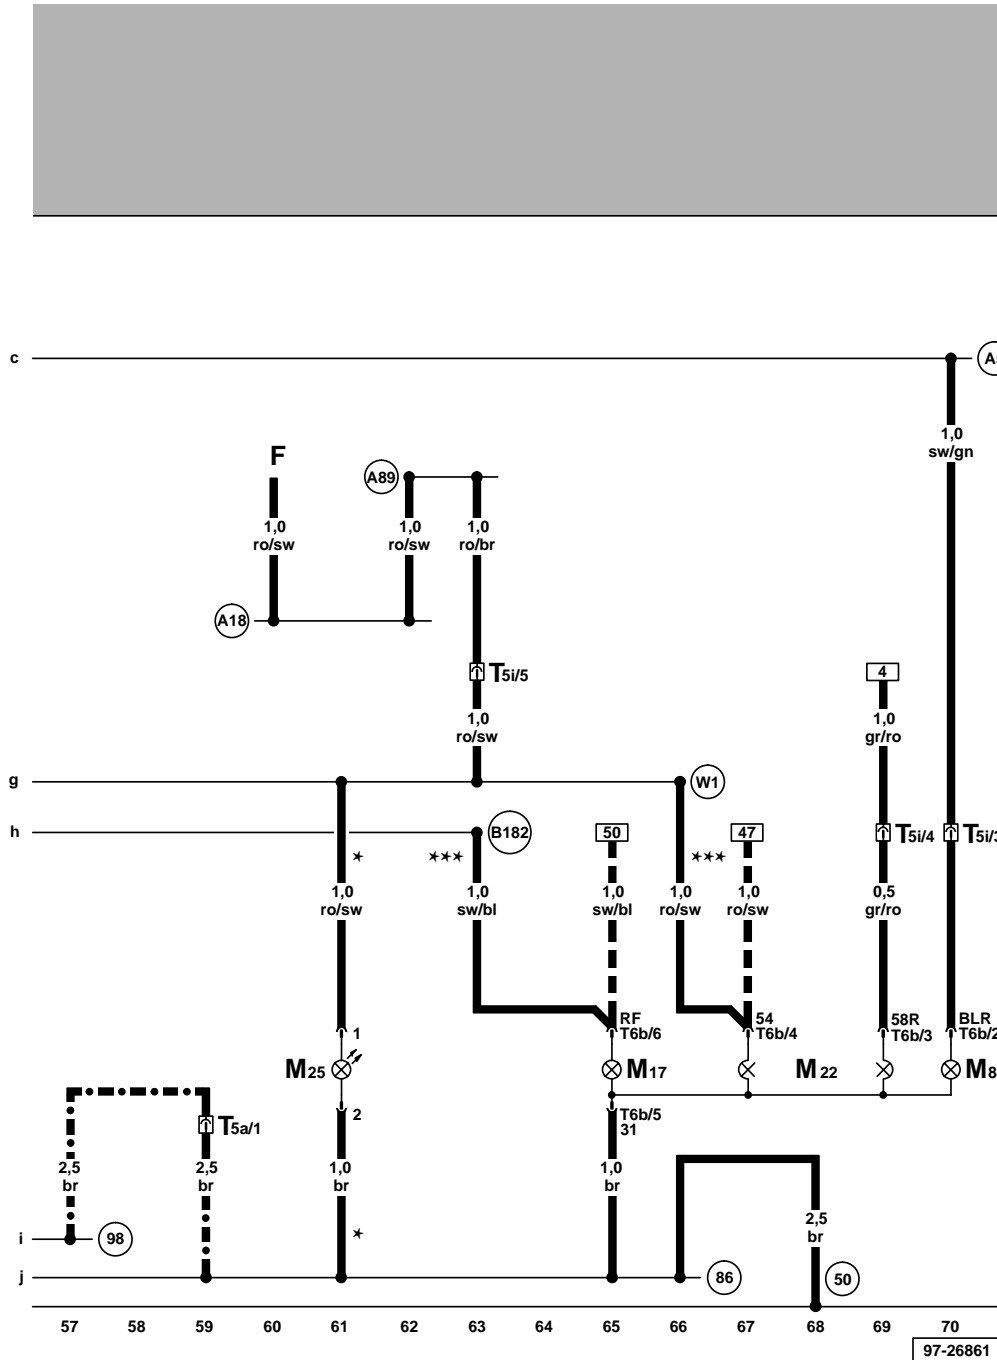 c
A
1,0
sw/gn
F
A89
1,0
ro/sw
1,0
ro/sw
1,0
ro/br
A18
T5i/5
4
1,0
ro/sw
1,0
gr/ro
g
W1
h
B182
50
47
T5i/4
T5i/3
★
★★★
★★★
1,0
ro/sw
1,0
sw/bl
1,0
sw/bl
1,0
ro/sw
1,0
ro/sw
0,5
gr/ro
1
RF
T6b/6
54
T6b/4
58R
T6b/3
BLR
T6b/2
M25
M17
M22
M8
2
T6b/5
31
T5a/1
2,5
br
2,5
br
1,0
br
1,0
br
2,5
br
★
i
98
j
86
50
57 58 59 60 61 62 63 64 65 66 67 68 69 70
97-26861